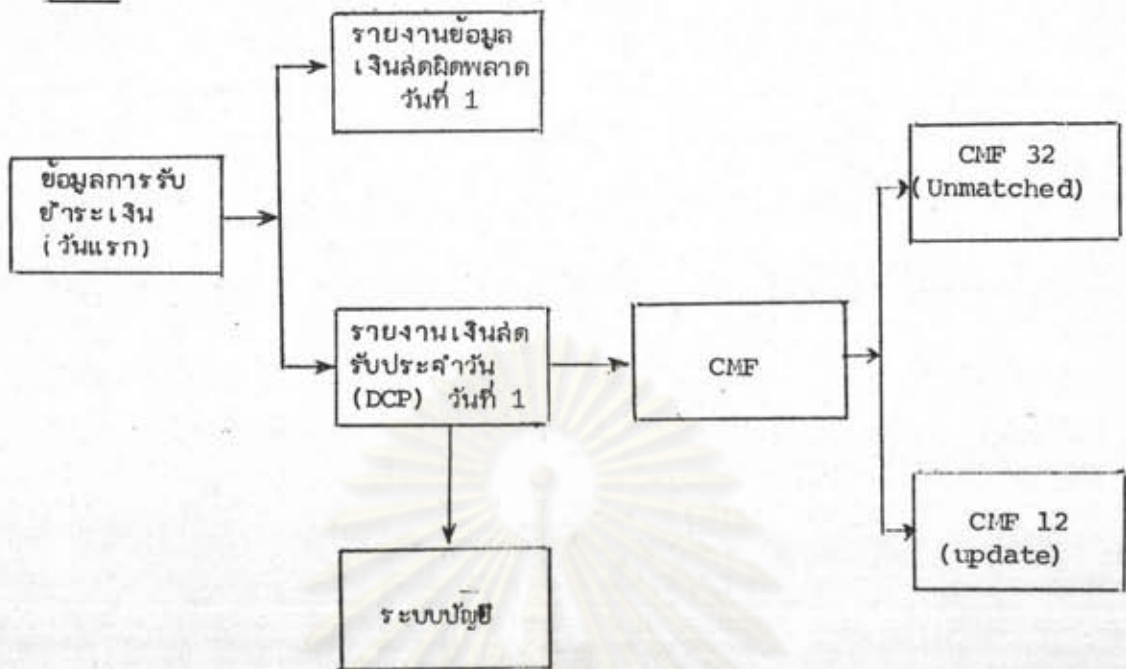 รายงานข้อมูล
เงินสดผิดพลาด
วันที่ 1
ข้อมูลการรับ
ชำระเงิน
(วันแรก)
CMF 32
(Unmatched)
รายงานเงินสด
รับประจำวัน
(DCP) วันที่ 1
CMF
CMF 12
(update)
ระบบบัญชี